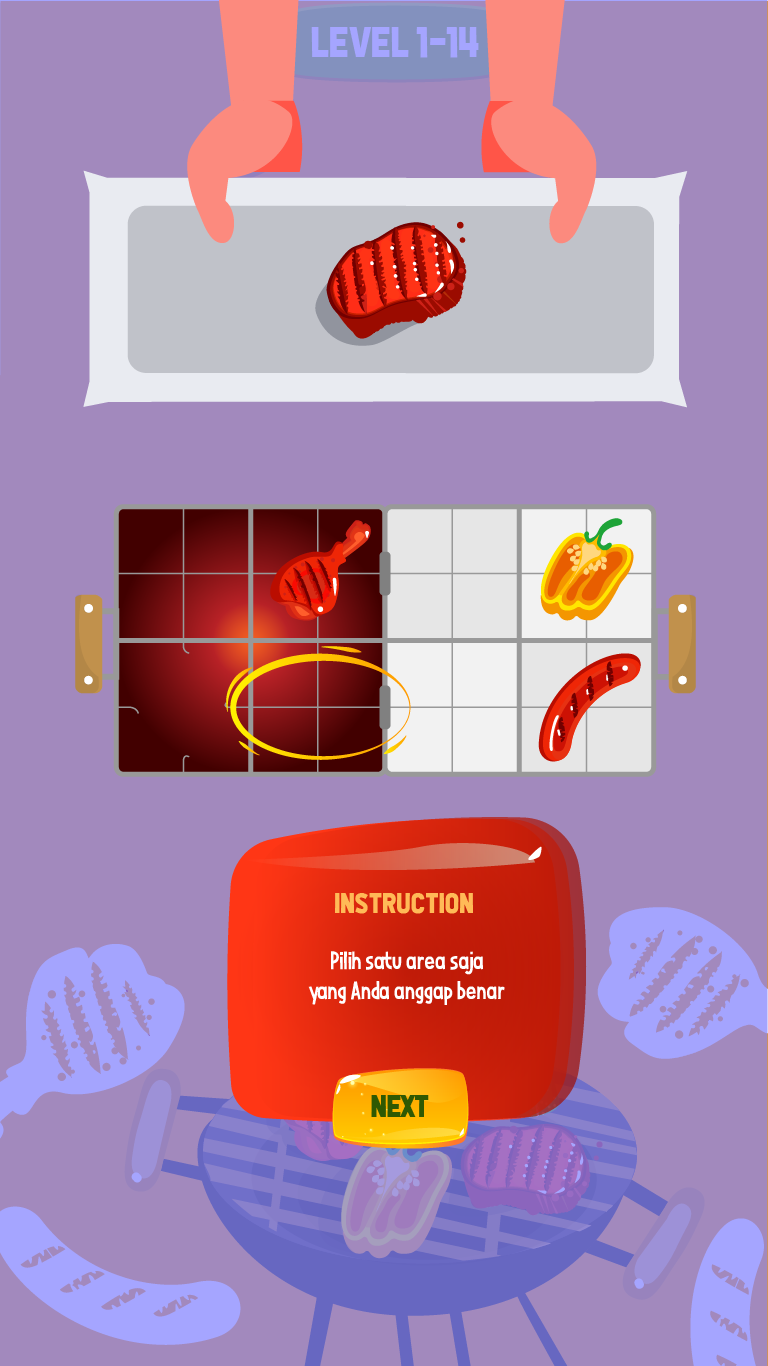 LEVEL 1-14
INSTRUCTION
Pilih satu area saja
yang Anda anggap benar
NEXT